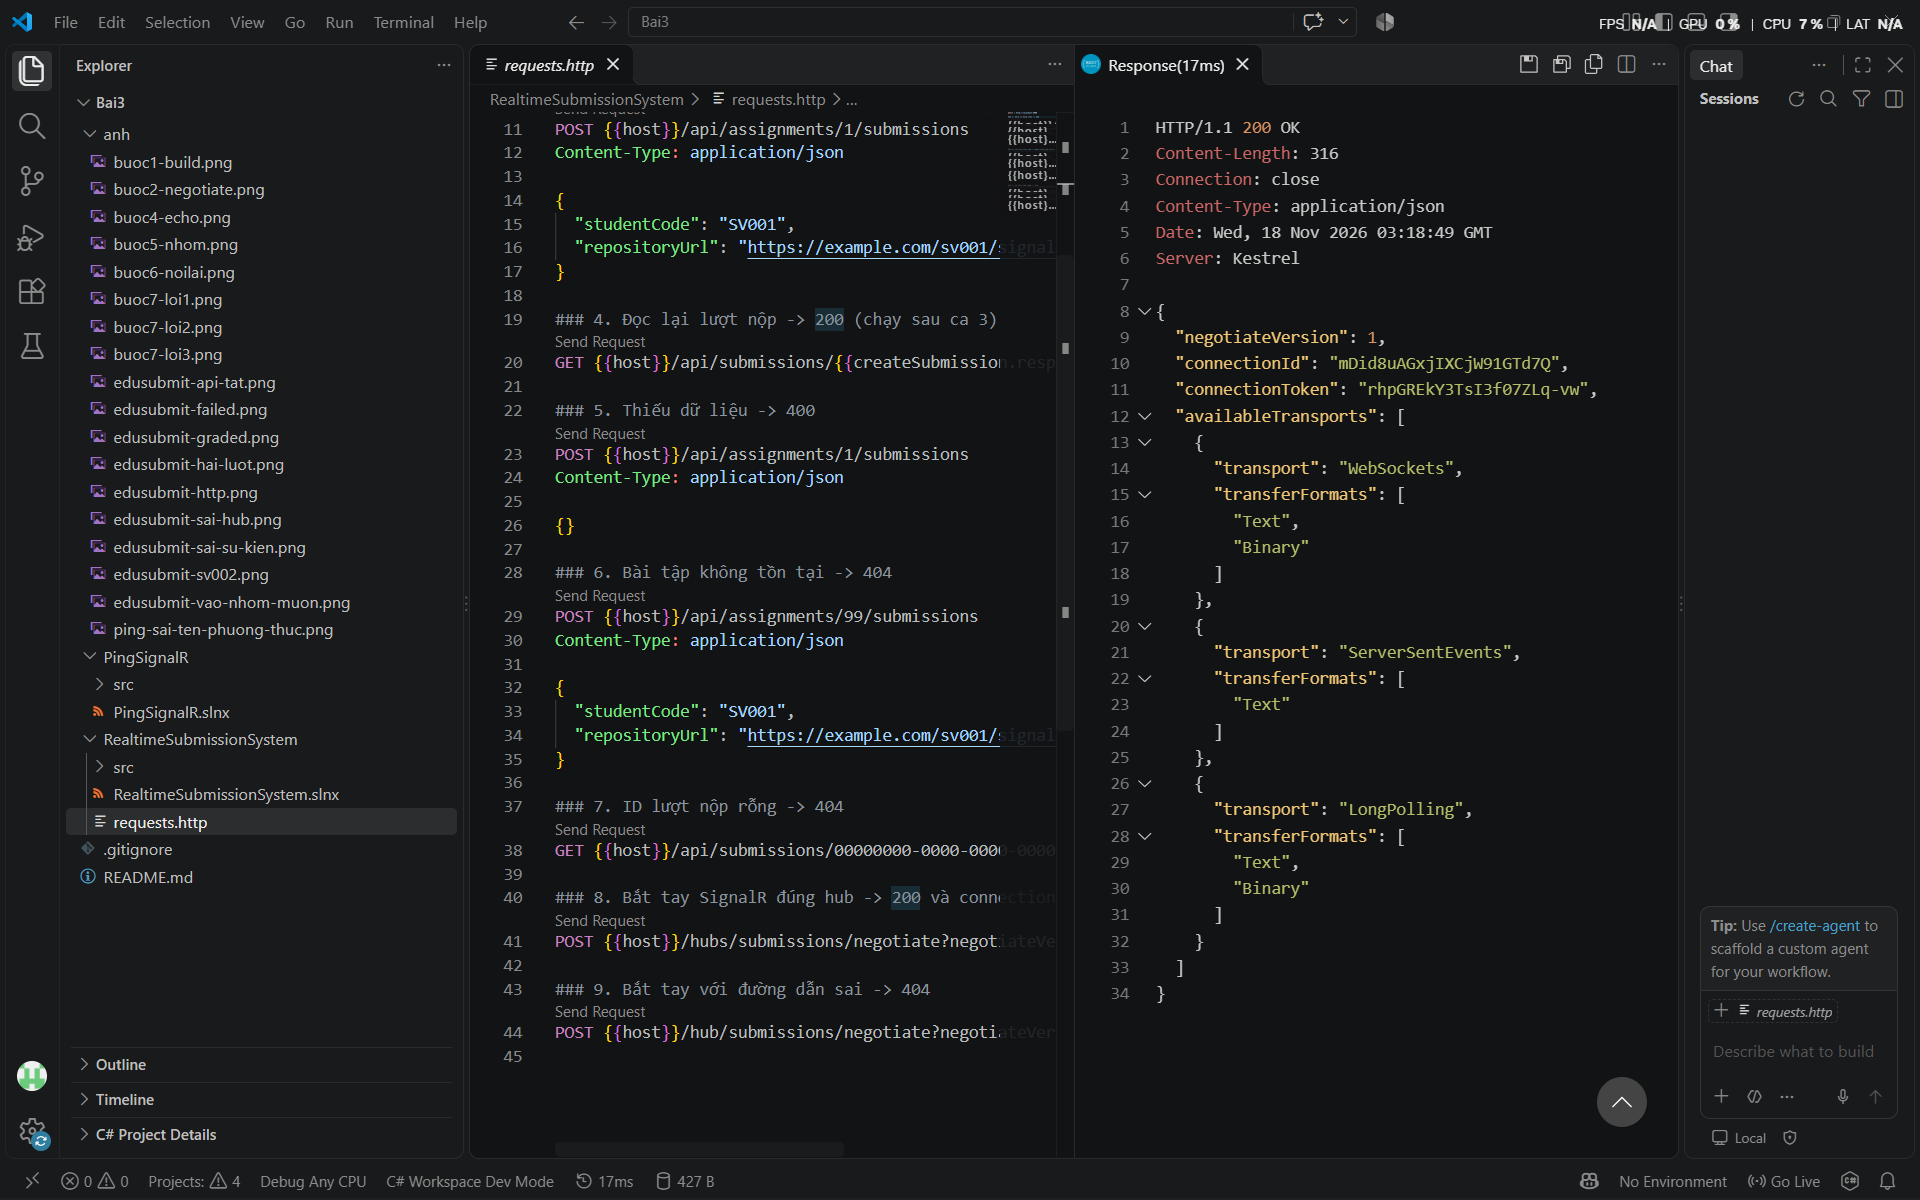 File Edit Selection View Go Run Terminal Help
Bai3
FPS N/A | GPU 0 % | CPU 7 % | LAT N/A
Explorer
Bai3
anh
buoc1-build.png
buoc2-negotiate.png
buoc4-echo.png
buoc5-nhom.png
buoc6-noilai.png
buoc7-loi1.png
buoc7-loi2.png
buoc7-loi3.png
edusubmit-api-tat.png
edusubmit-failed.png
edusubmit-graded.png
edusubmit-hai-luot.png
edusubmit-http.png
edusubmit-sai-hub.png
edusubmit-sai-su-kien.png
edusubmit-sv002.png
edusubmit-vao-nhom-muon.png
ping-sai-ten-phuong-thuc.png
PingSignalR
src
PingSignalR.slnx
RealtimeSubmissionSystem
src
RealtimeSubmissionSystem.slnx
requests.http
.gitignore
README.md
Outline
Timeline
C# Project Details
requests.http
RealtimeSubmissionSystem > requests.http > ...
11 POST {{host}}/api/assignments/1/submissions
12 Content-Type: application/json
13
14 {
15 "studentCode": "SV001",
16 "repositoryUrl": "https://example.com/sv001/signal
17 }
18
19 ### 4. Đọc lại lượt nộp -> 200 (chạy sau ca 3)
Send Request
20 GET {{host}}/api/submissions/{{createSubmission.resp
21
22 ### 5. Thiếu dữ liệu -> 400
Send Request
23 POST {{host}}/api/assignments/1/submissions
24 Content-Type: application/json
25
26 {}
27
28 ### 6. Bài tập không tồn tại -> 404
Send Request
29 POST {{host}}/api/assignments/99/submissions
30 Content-Type: application/json
31
32 {
33 "studentCode": "SV001",
34 "repositoryUrl": "https://example.com/sv001/signal
35 }
36
37 ### 7. ID lượt nộp rỗng -> 404
Send Request
38 GET {{host}}/api/submissions/00000000-0000-0000-0000
39
40 ### 8. Bắt tay SignalR đúng hub -> 200 và connection
Send Request
41 POST {{host}}/hubs/submissions/negotiate?negotiateVe
42
43 ### 9. Bắt tay với đường dẫn sai -> 404
Send Request
44 POST {{host}}/hub/submissions/negotiate?negotiateVer
45
{{host}...
{{host}...
{{host}...
{{host}...
Response(17ms)
1 HTTP/1.1 200 OK
2 Content-Length: 316
3 Connection: close
4 Content-Type: application/json
5 Date: Wed, 18 Nov 2026 03:18:49 GMT
6 Server: Kestrel
7
8 {
9 "negotiateVersion": 1,
10 "connectionId": "mDid8uAGxjIXCjW91GTd7Q",
11 "connectionToken": "rhpGREkY3TsI3f07ZLq-vw",
12 "availableTransports": [
13 {
14 "transport": "WebSockets",
15 "transferFormats": [
16 "Text",
17 "Binary"
18 ]
19 },
20 {
21 "transport": "ServerSentEvents",
22 "transferFormats": [
23 "Text"
24 ]
25 },
26 {
27 "transport": "LongPolling",
28 "transferFormats": [
29 "Text",
30 "Binary"
31 ]
32 }
33 ]
34 }
Chat
Sessions
Tip: Use /create-agent to
scaffold a custom agent
for your workflow.
requests.http
Describe what to build
Local
0 0 Projects: 4 Debug Any CPU C# Workspace Dev Mode 17ms 427 B
No Environment Go Live